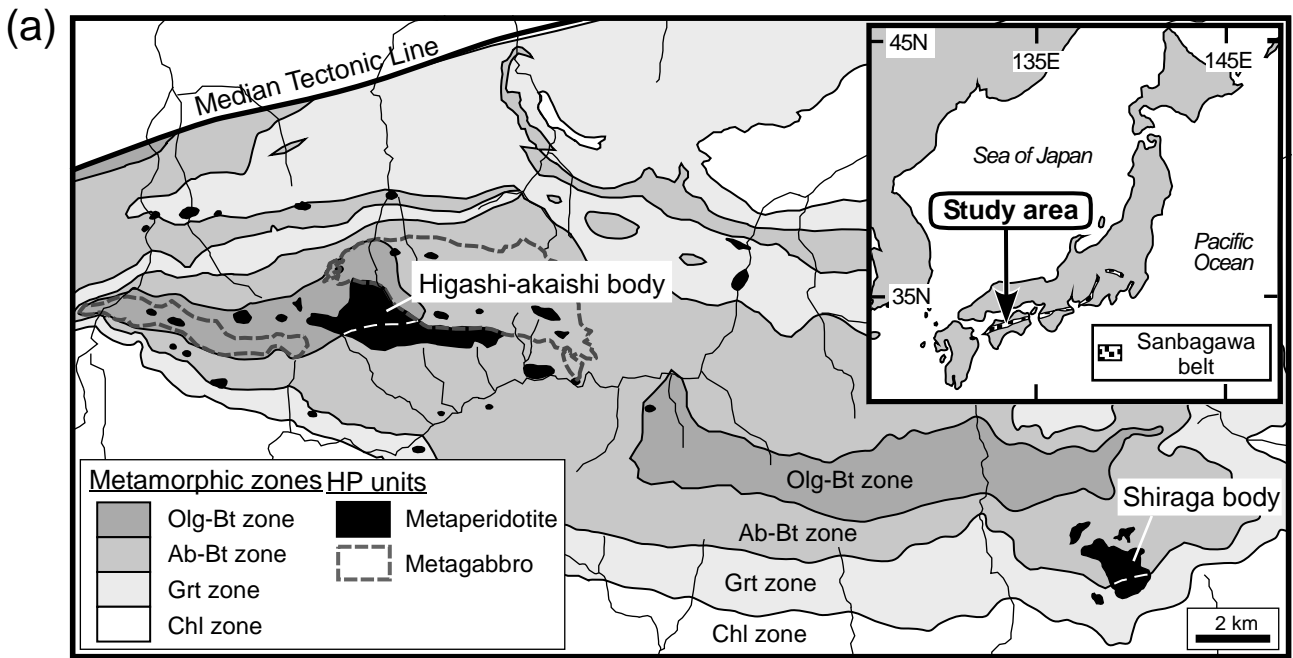 (a)
Median Tectonic Line
45N
135E
145E
Sea of Japan
Study area
Pacific
Ocean
35N
Sanbagawa
belt
Higashi-akaishi body
Olg-Bt zone
Shiraga body
Ab-Bt zone
Grt zone
Chl zone
2 km
Metamorphic zones
HP units
Olg-Bt zone
Metaperidotite
Ab-Bt zone
Metagabbro
Grt zone
Chl zone